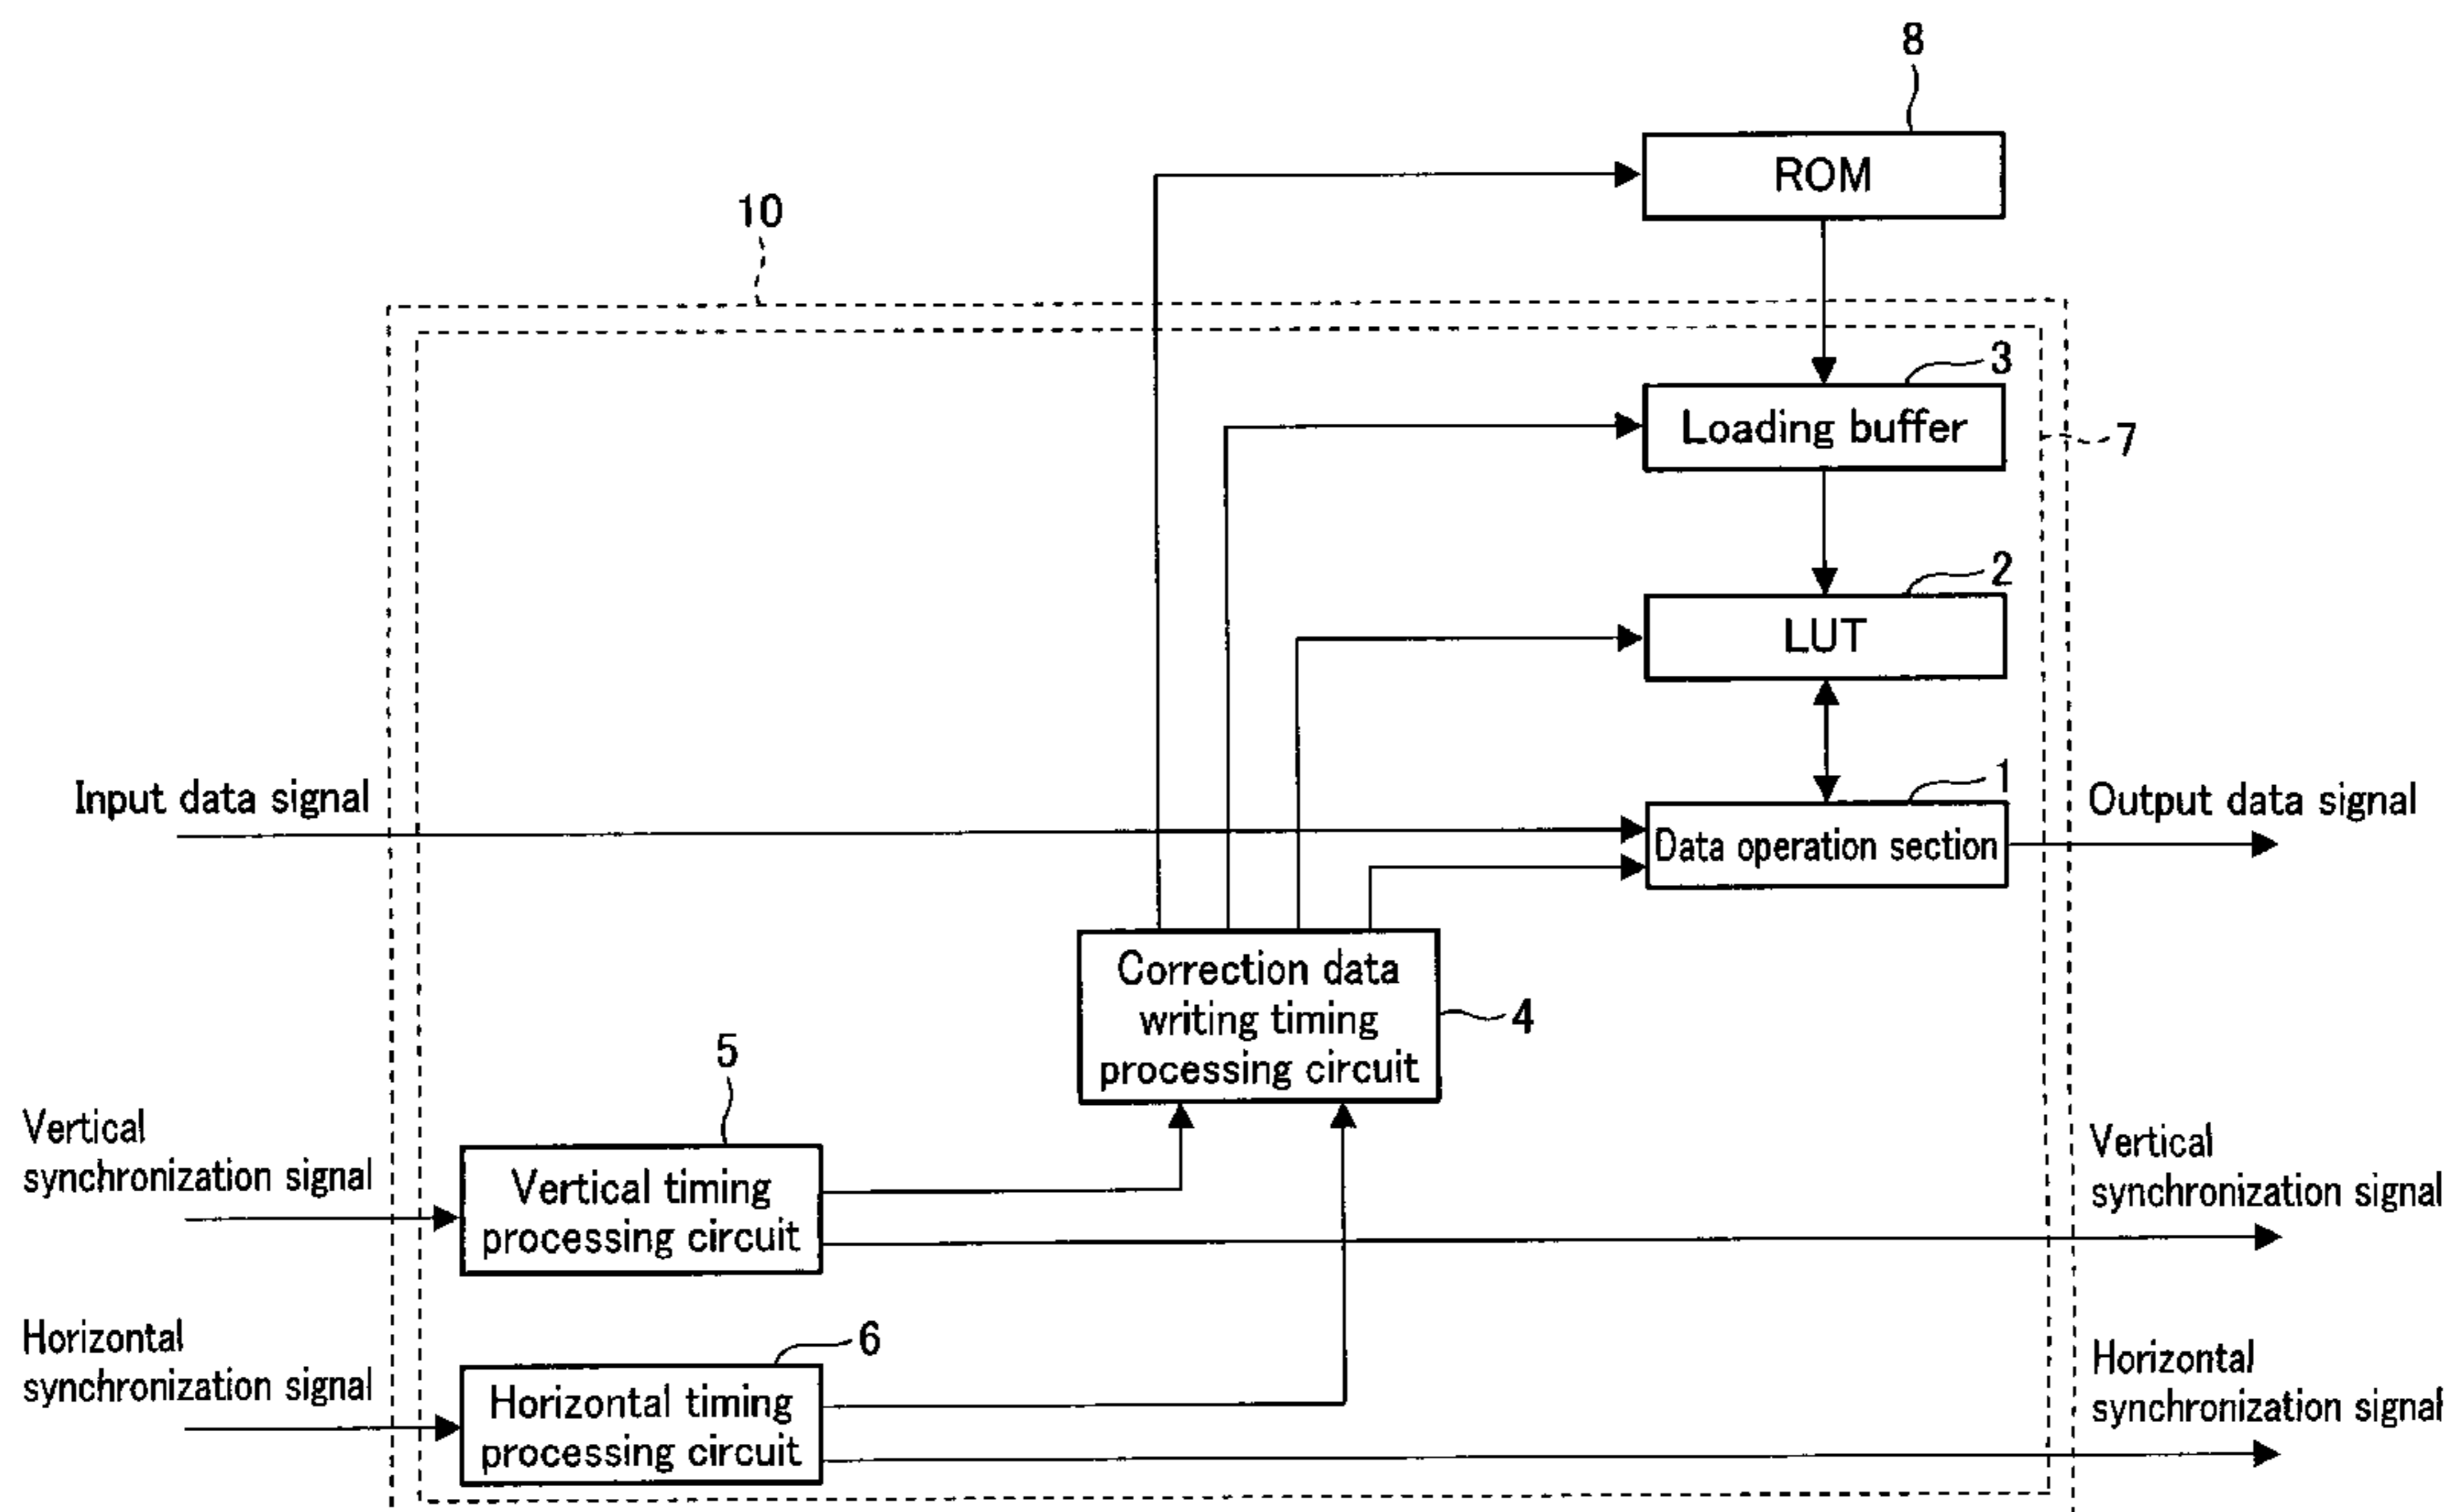 8
ROM
10
3
Loading buffer
7
2
LUT
1
Input data signal
Data operation section
Output data signal
Correction data
writing timing
processing circuit
4
5
Vertical
synchronization signal
Vertical timing
processing circuit
Vertical
synchronization signal
6
Horizontal
synchronization signal
Horizontal timing
processing circuit
Horizontal
synchronization signal